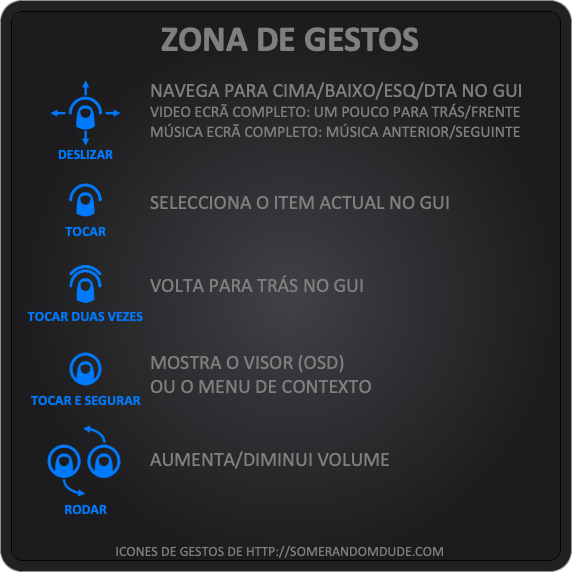 ZONA DE GESTOS
NAVEGA PARA CIMA/BAIXO/ESQ/DTA NO GUI
VIDEO ECRÃ COMPLETO: UM POUCO PARA TRÁS/FRENTE
MÚSICA ECRÃ COMPLETO: MÚSICA ANTERIOR/SEGUINTE
DESLIZAR
SELECCIONA O ITEM ACTUAL NO GUI
TOCAR
VOLTA PARA TRÁS NO GUI
TOCAR DUAS VEZES
MOSTRA O VISOR (OSD)
OU O MENU DE CONTEXTO
TOCAR E SEGURAR
AUMENTA/DIMINUI VOLUME
RODAR
ICONES DE GESTOS DE HTTP://SOMERANDOMDUDE.COM